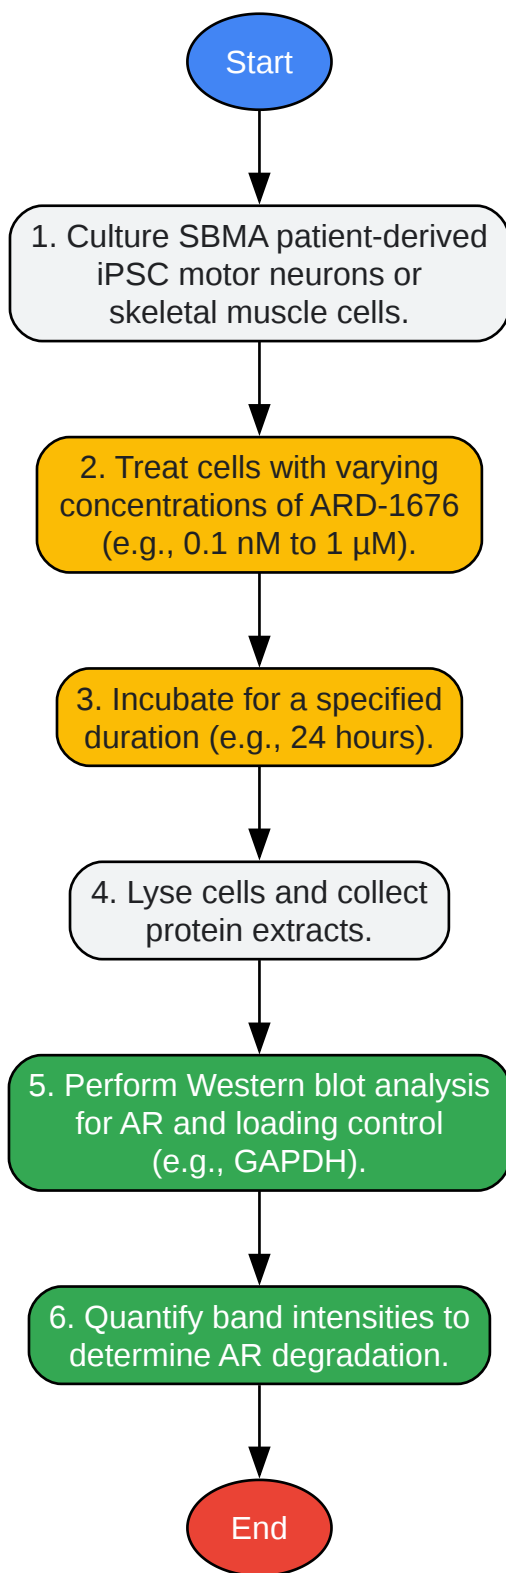 Start
1. Culture SBMA patient-derived
iPSC motor neurons or
skeletal muscle cells.
2. Treat cells with varying
concentrations of ARD-1676
(e.g., 0.1 nM to 1 µM).
3. Incubate for a specified
duration (e.g., 24 hours).
4. Lyse cells and collect
protein extracts.
5. Perform Western blot analysis
for AR and loading control
(e.g., GAPDH).
6. Quantify band intensities to
determine AR degradation.
End